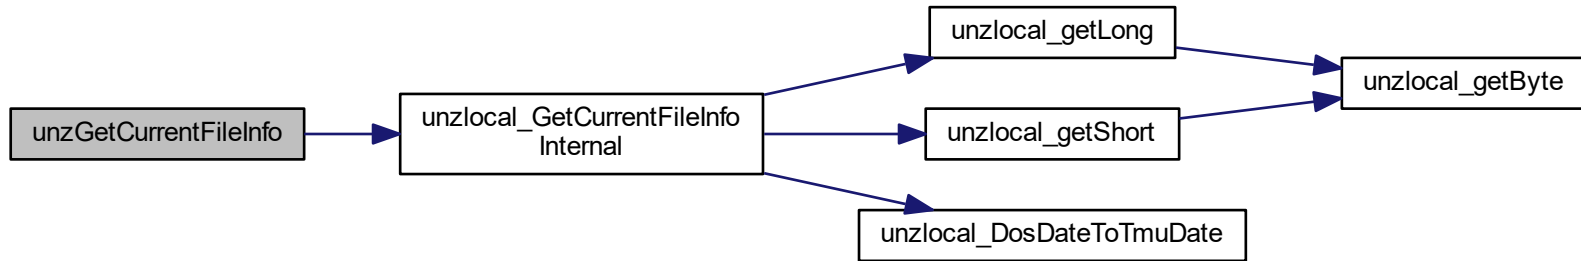 unzGetCurrentFileInfo
unzlocal_GetCurrentFileInfo
Internal
unzlocal_getLong
unzlocal_getShort
unzlocal_DosDateToTmuDate
unzlocal_getByte